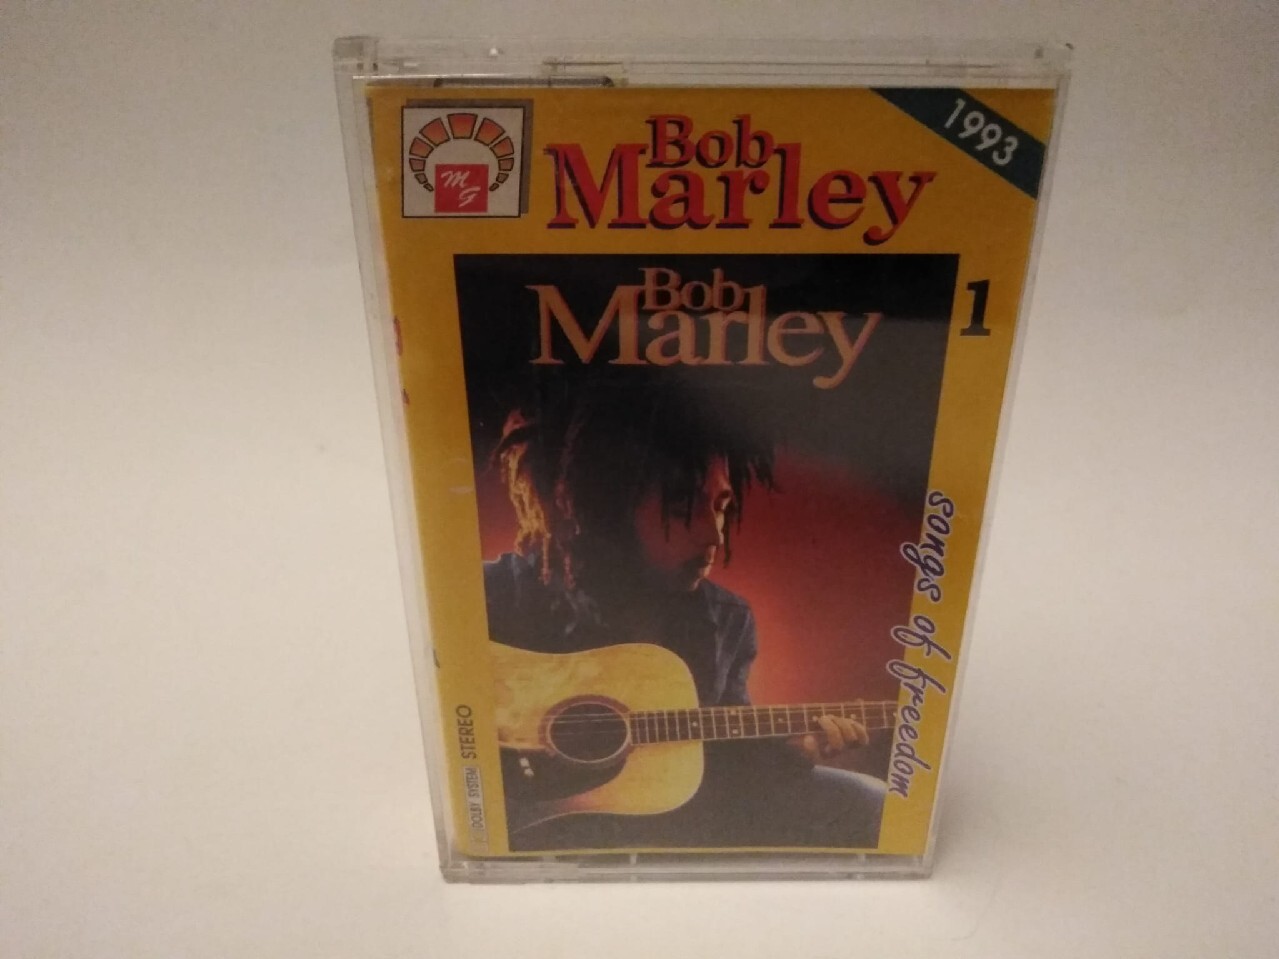 MG
Bob
Marley
1993
Bob
Marley
1
songs of freedom
DOLBY SYSTEM STEREO